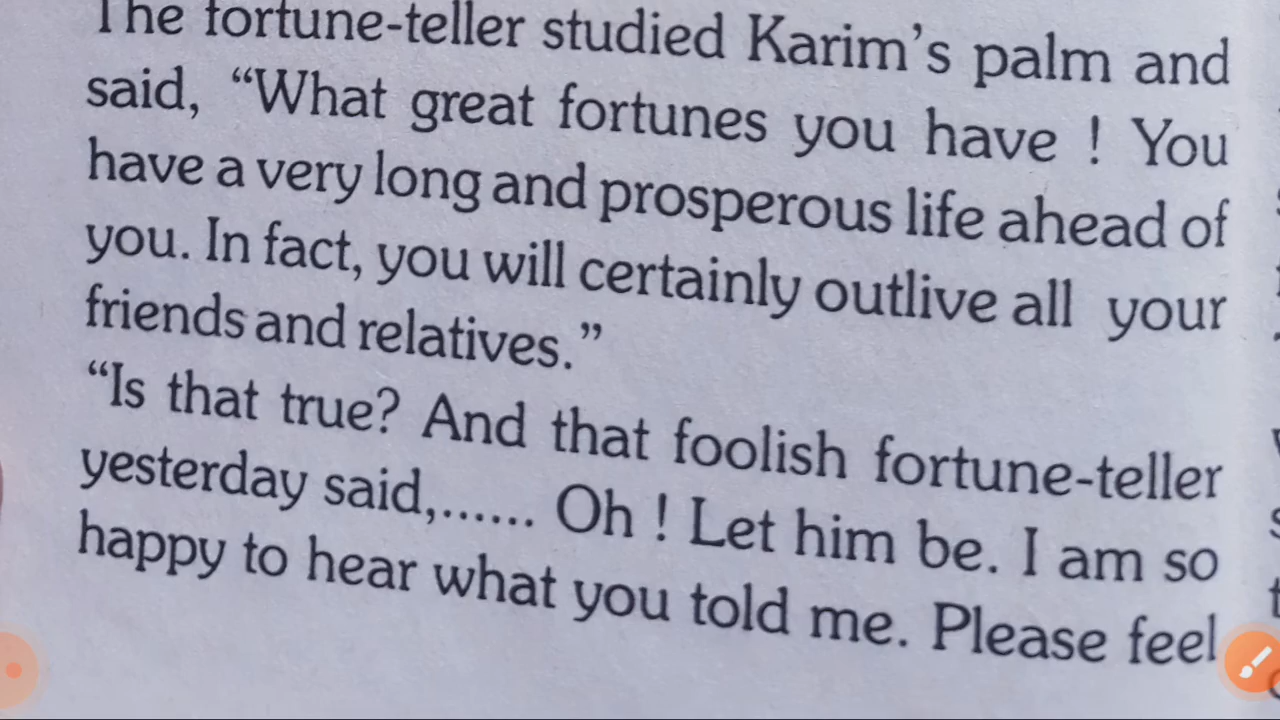 The fortune-teller studied Karim's palm and
said, “What great fortunes you have ! You
have a very long and prosperous life ahead of
you. In fact, you will certainly outlive all your
friends and relatives.”
“Is that true? And that foolish fortune-teller
yesterday said,...... Oh ! Let him be. I am so
happy to hear what you told me. Please feel